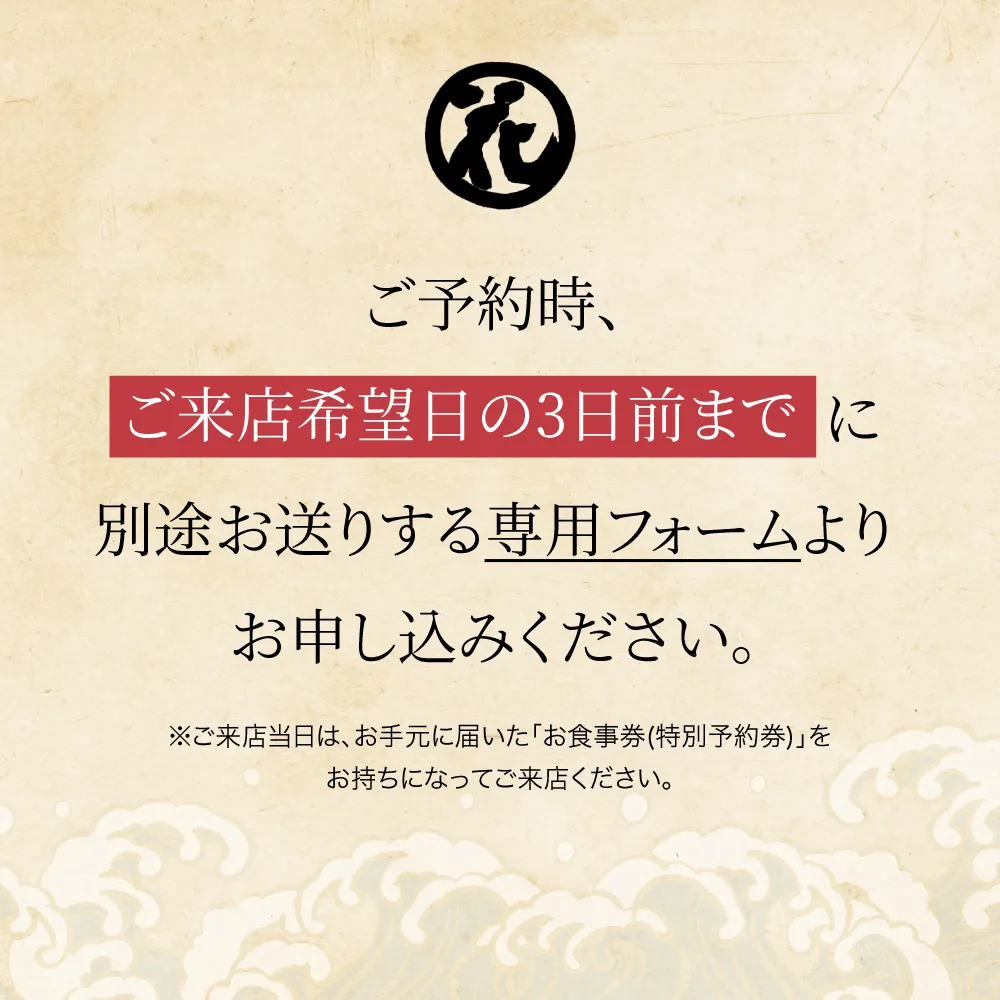 花
ご予約時、
ご来店希望日の3日前までに
別途お送りする専用フォームより
お申し込みください。
※ご来店当日は、お手元に届いた「お食事券(特別予約券)」を
お持ちになってご来店ください。